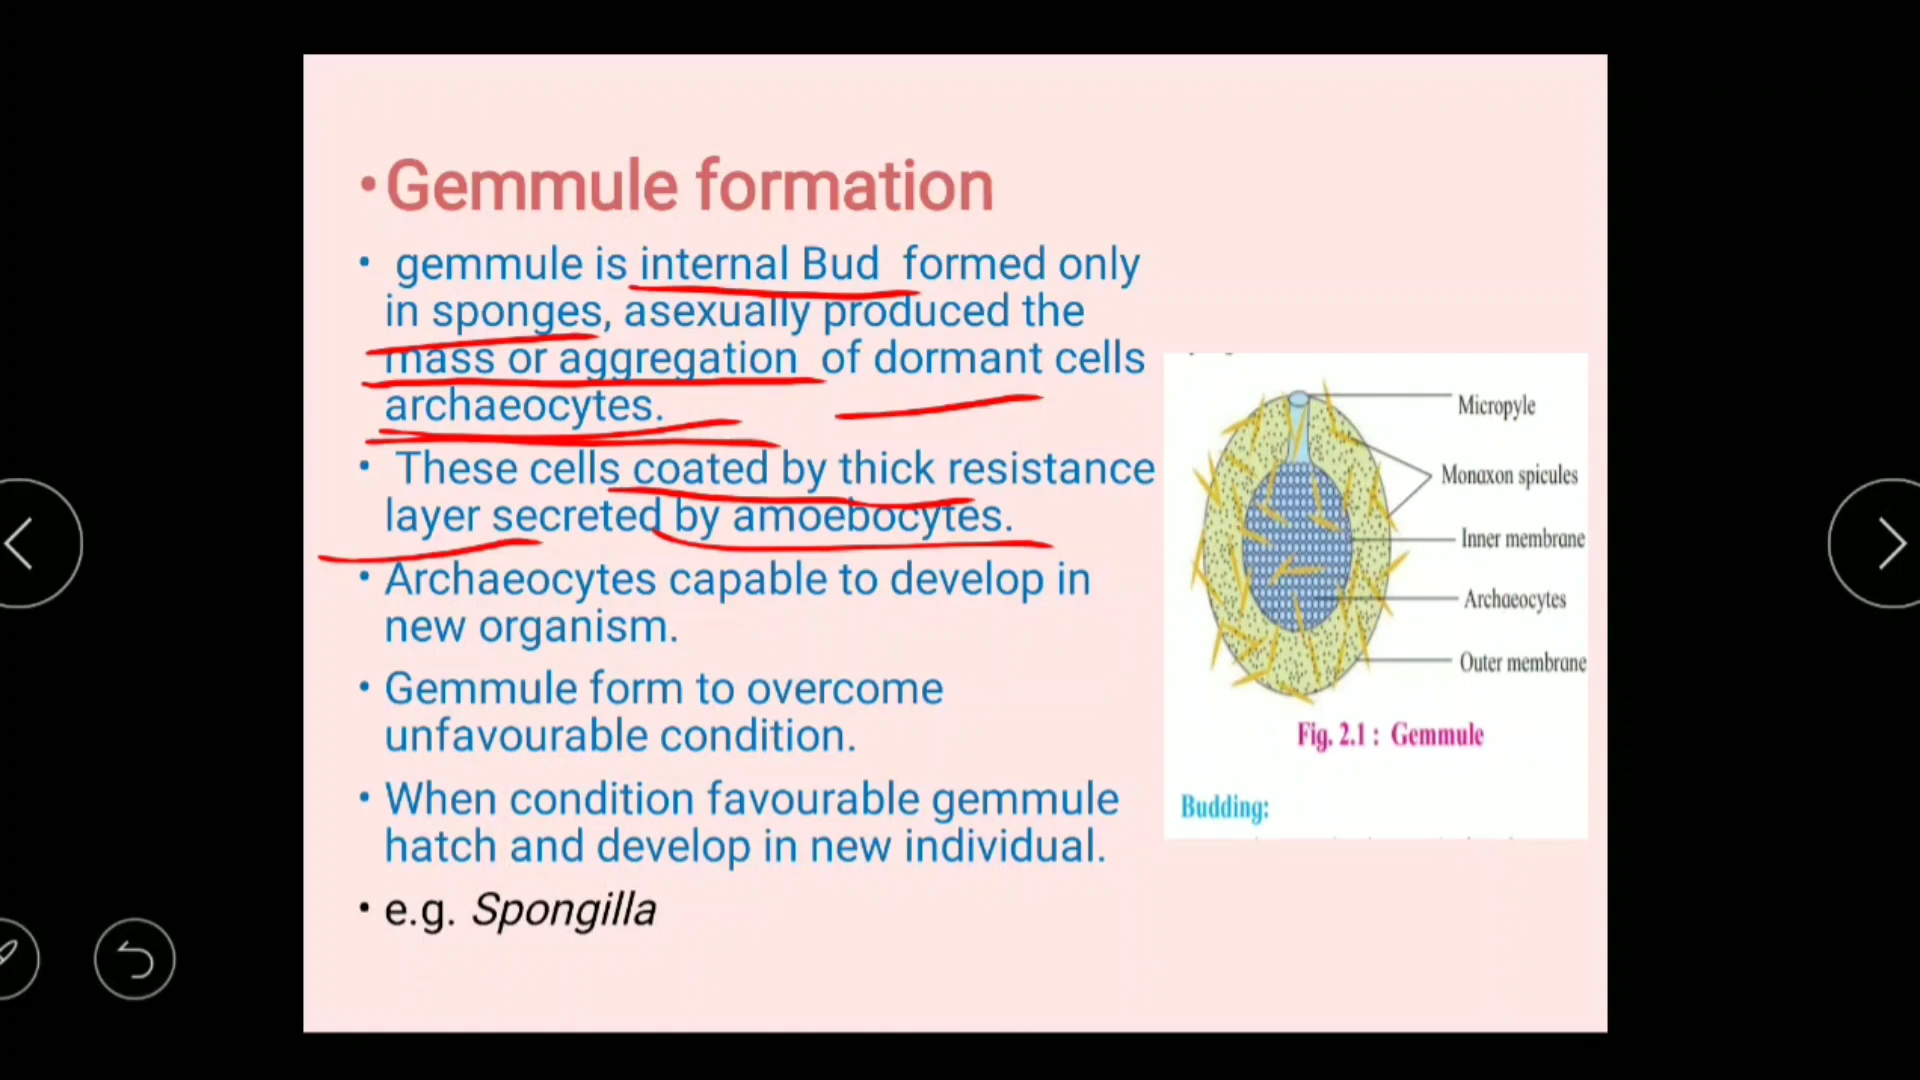 •Gemmule formation
• gemmule is internal Bud formed only
in sponges, asexually produced the
mass or aggregation of dormant cells
archaeocytes.
• These cells coated by thick resistance
layer secreted by amoebocytes.
• Archaeocytes capable to develop in
new organism.
• Gemmule form to overcome
unfavourable condition.
• When condition favourable gemmule
hatch and develop in new individual.
• e.g. Spongilla
Micropyle
Monaxon spicules
Inner membrane
Archaeocytes
Outer membrane
Fig. 2.1 : Gemmule
Budding: